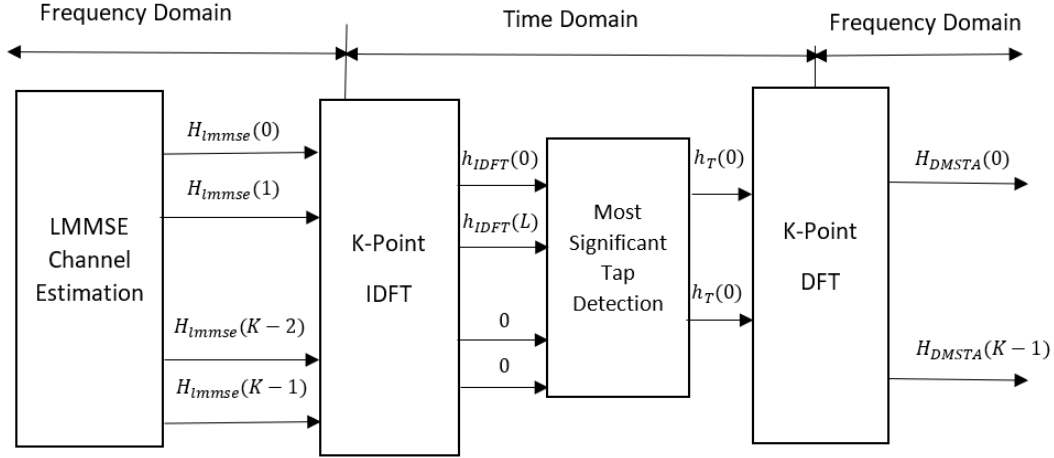 Frequency Domain
Time Domain
Frequency Domain
LMMSE
Channel
Estimation
H_{lmmse}(0)
H_{lmmse}(1)
H_{lmmse}(K − 2)
H_{lmmse}(K − 1)
K-Point
IDFT
h_{IDFT}(0)
h_{IDFT}(L)
0
0
Most
Significant
Tap
Detection
h_T(0)
h_T(0)
K-Point
DFT
H_{DMSTA}(0)
H_{DMSTA}(K − 1)